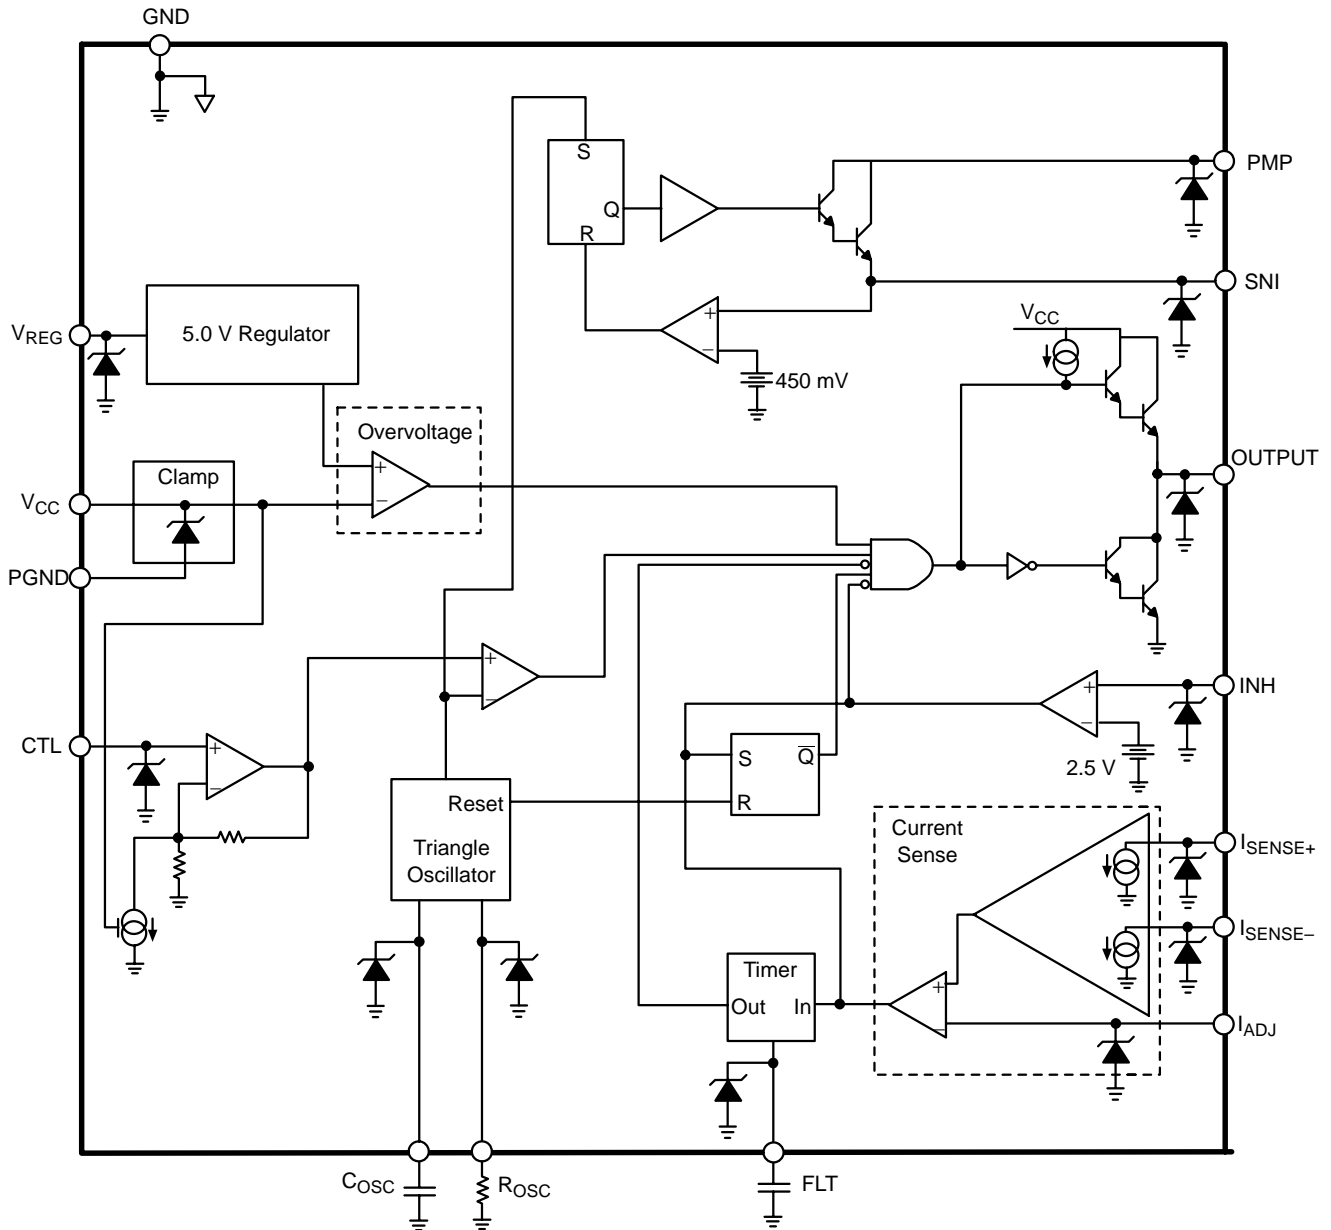 GND
S
Q
R
PMP
SNI
+
−
450 mV
VCC
VREG
5.0 V Regulator
Overvoltage
+
−
Clamp
VCC
PGND
OUTPUT
+
−
INH
+
−
2.5 V
CTL
+
−
S
Q̅
R
Reset
Triangle
Oscillator
Current
Sense
ISENSE+
ISENSE−
Timer
Out
In
+
−
IADJ
COSC
ROSC
FLT